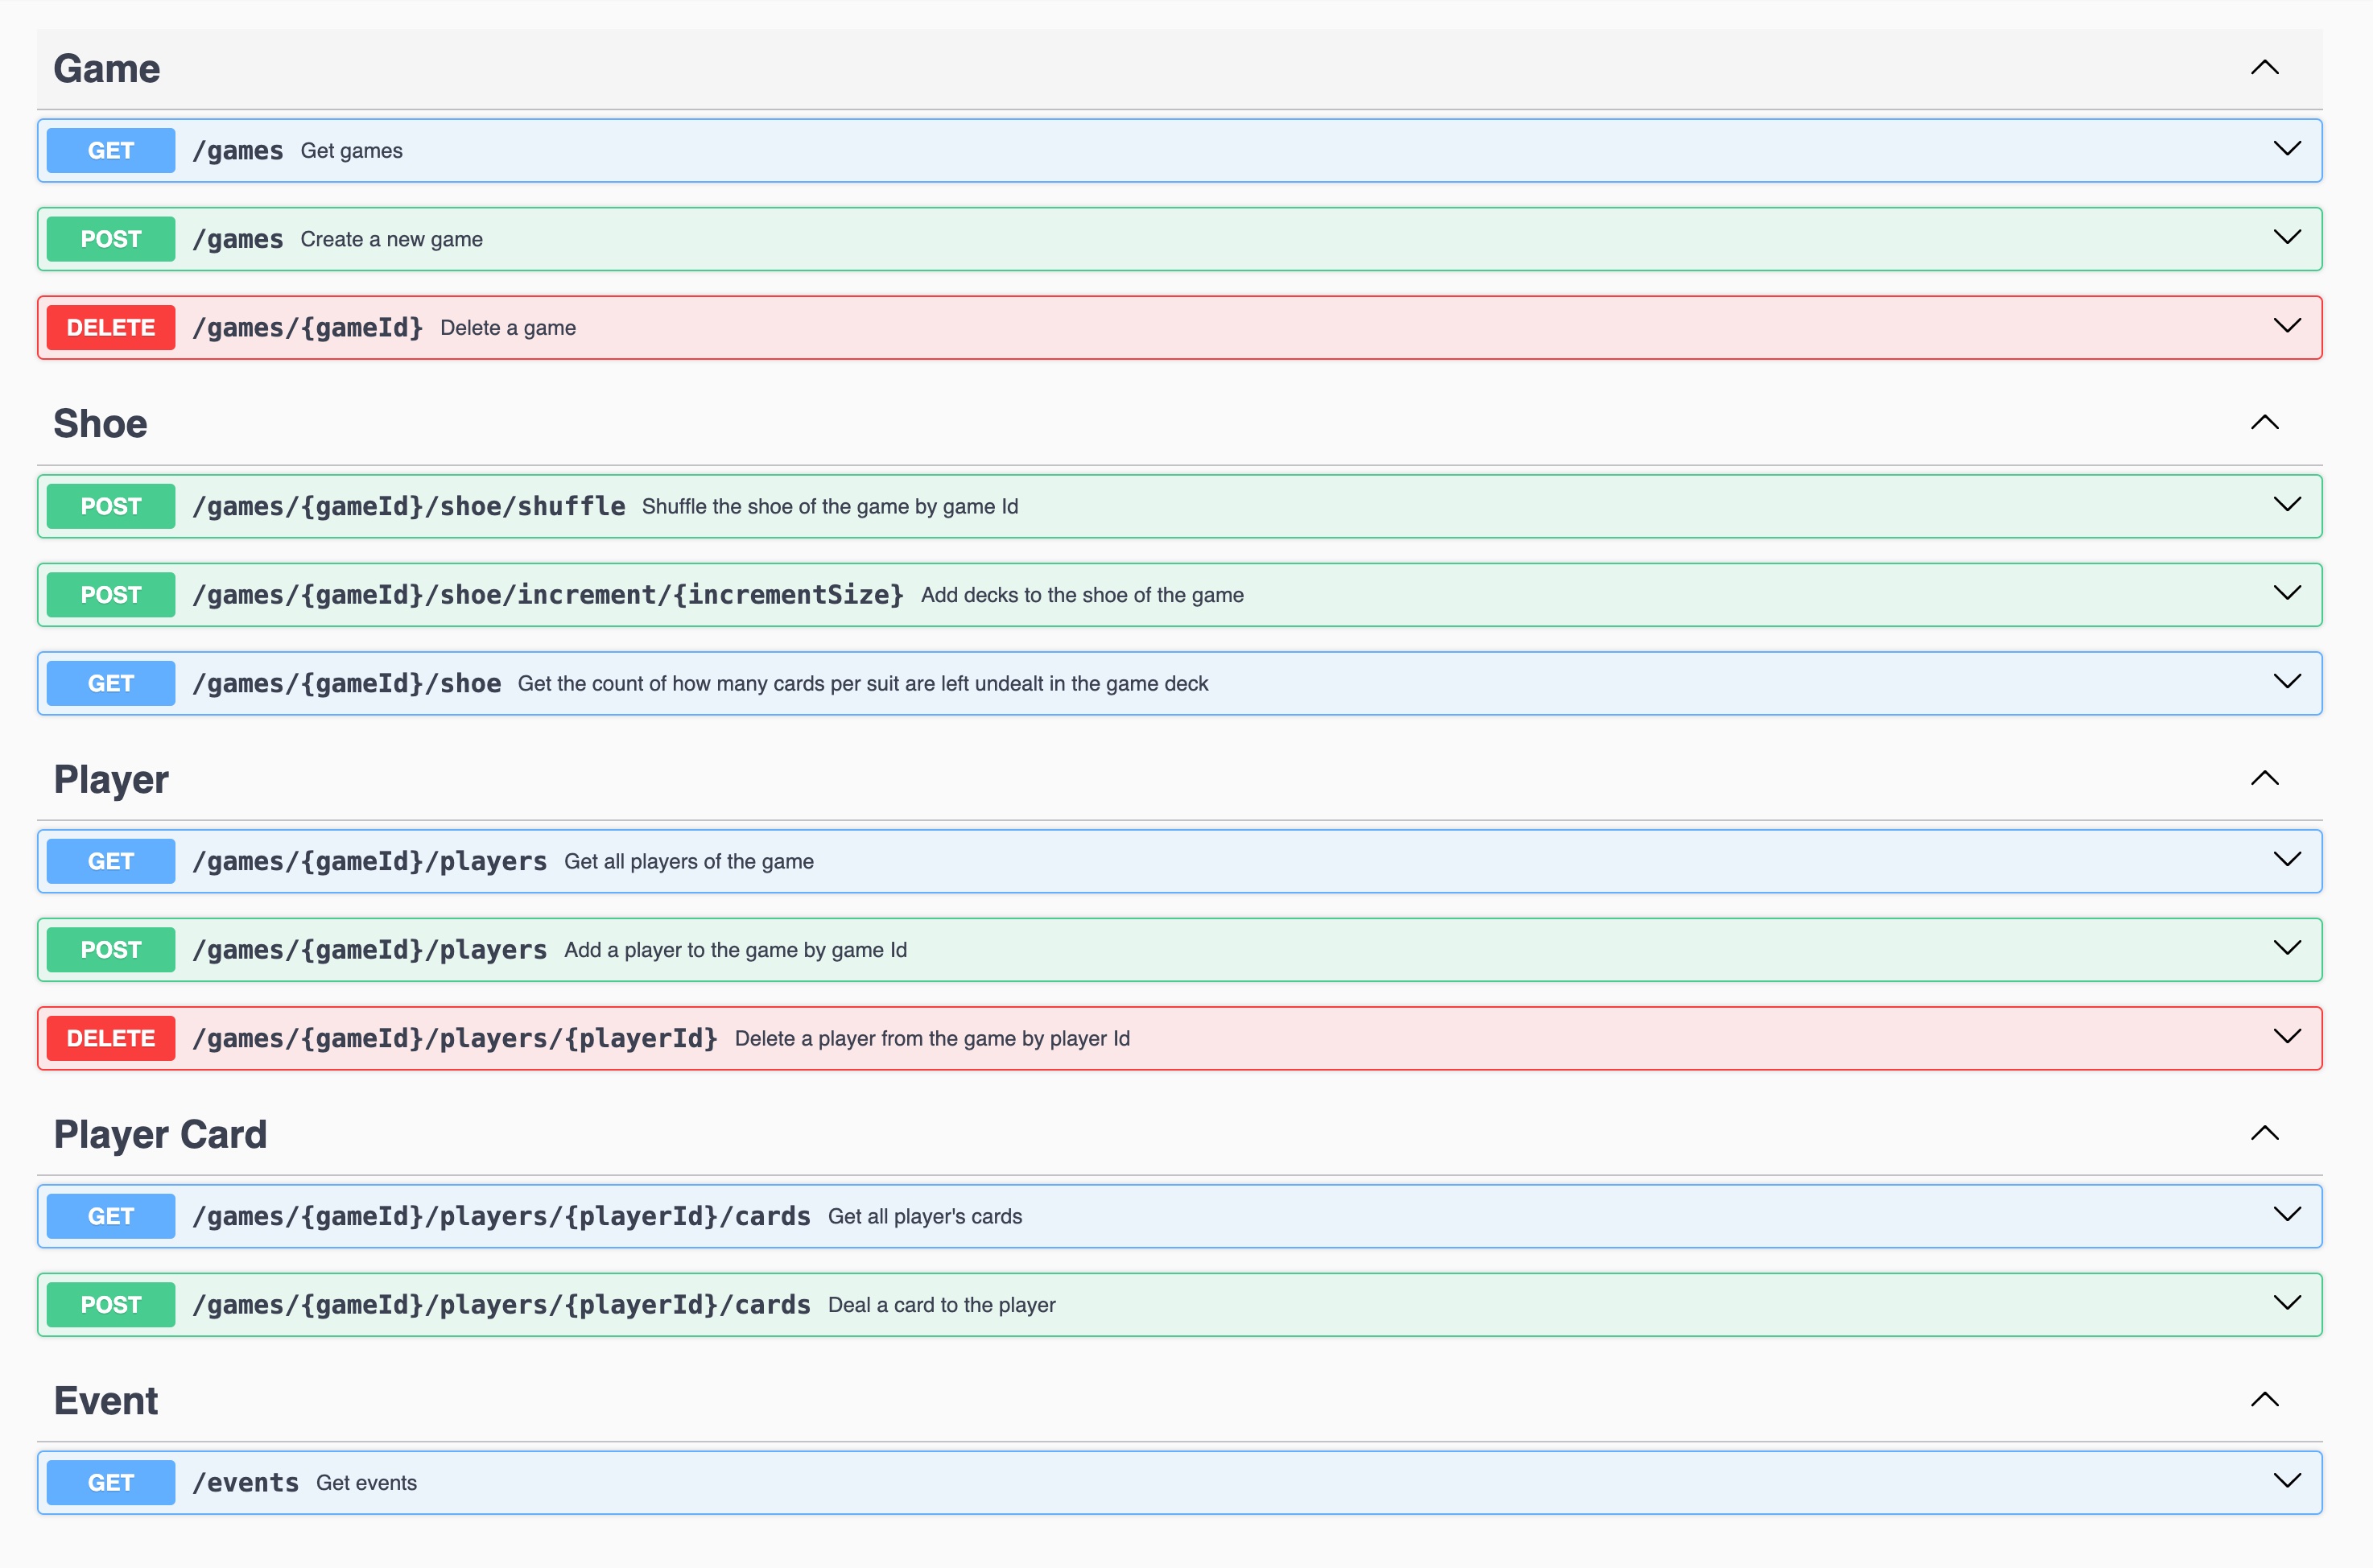 Game
GET /games Get games
POST /games Create a new game
DELETE /games/{gameId} Delete a game
Shoe
POST /games/{gameId}/shoe/shuffle Shuffle the shoe of the game by game Id
POST /games/{gameId}/shoe/increment/{incrementSize} Add decks to the shoe of the game
GET /games/{gameId}/shoe Get the count of how many cards per suit are left undealt in the game deck
Player
GET /games/{gameId}/players Get all players of the game
POST /games/{gameId}/players Add a player to the game by game Id
DELETE /games/{gameId}/players/{playerId} Delete a player from the game by player Id
Player Card
GET /games/{gameId}/players/{playerId}/cards Get all player's cards
POST /games/{gameId}/players/{playerId}/cards Deal a card to the player
Event
GET /events Get events